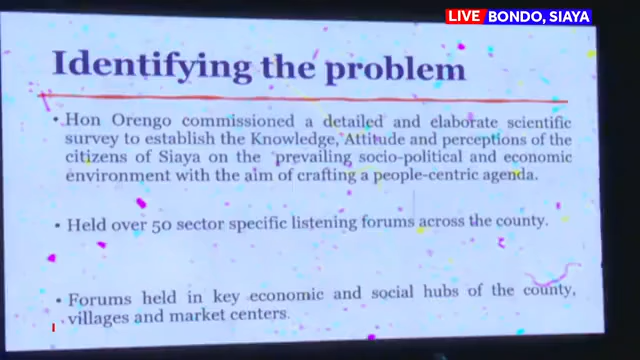 LIVE BONDO, SIAYA
Identifying the problem
• Hon Orengo commissioned a detailed and elaborate scientific
survey to establish the Knowledge, Attitude and perceptions of the
citizens of Siaya on the prevailing socio-political and economic
environment with the aim of crafting a people-centric agenda.
• Held over 50 sector specific listening forums across the county.
• Forums held in key economic and social hubs of the county,
villages and market centers.